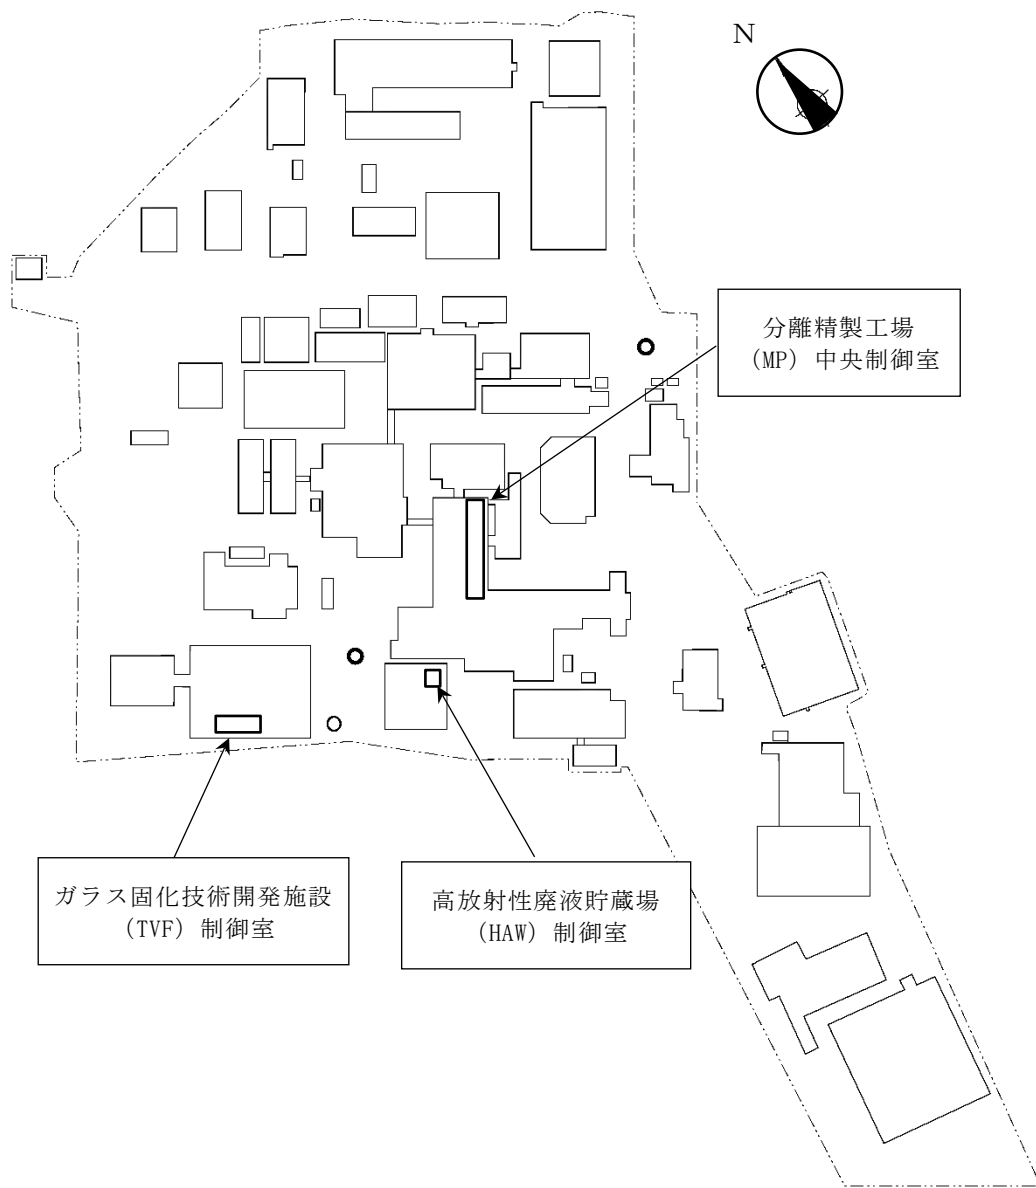 N
分離精製工場
（MP）中央制御室
ガラス固化技術開発施設
（TVF）制御室
高放射性廃液貯蔵場
（HAW）制御室